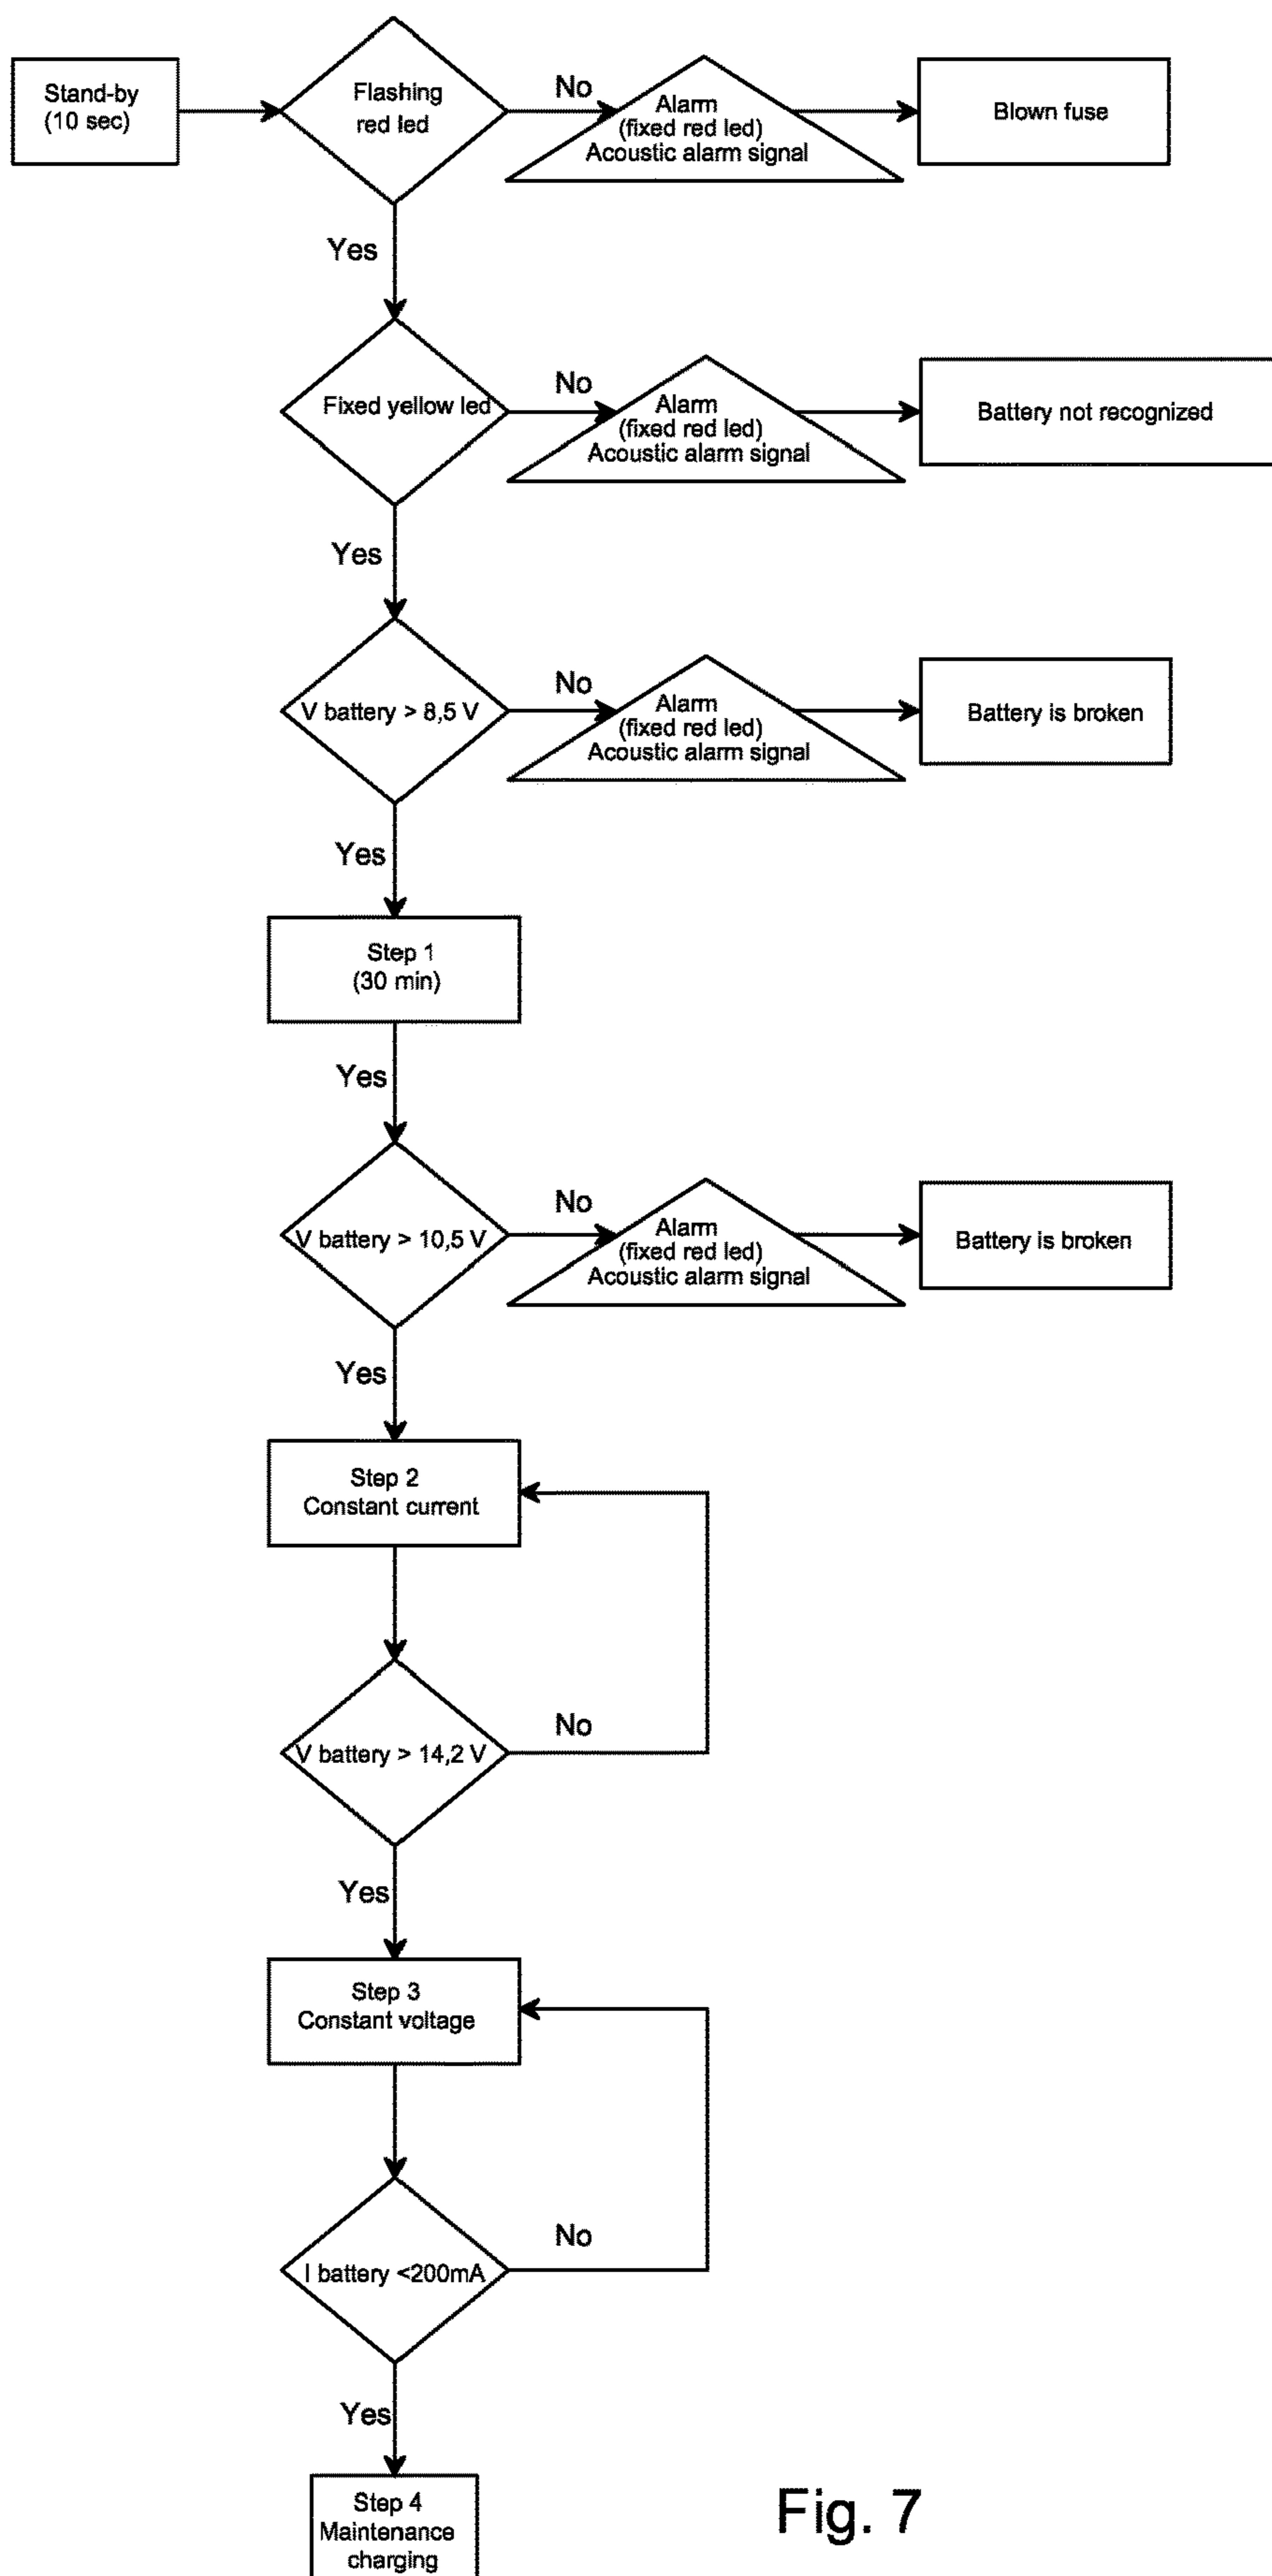 Stand-by
(10 sec)
Flashing
red led
No
Alarm
(fixed red led)
Acoustic alarm signal
Blown fuse
Yes
Fixed yellow led
No
Alarm
(fixed red led)
Acoustic alarm signal
Battery not recognized
Yes
V battery > 8,5 V
No
Alarm
(fixed red led)
Acoustic alarm signal
Battery is broken
Yes
Step 1
(30 min)
Yes
V battery > 10,5 V
No
Alarm
(fixed red led)
Acoustic alarm signal
Battery is broken
Yes
Step 2
Constant current
V battery > 14,2 V
No
Yes
Step 3
Constant voltage
I battery <200mA
No
Yes
Step 4
Maintenance
charging
Fig. 7